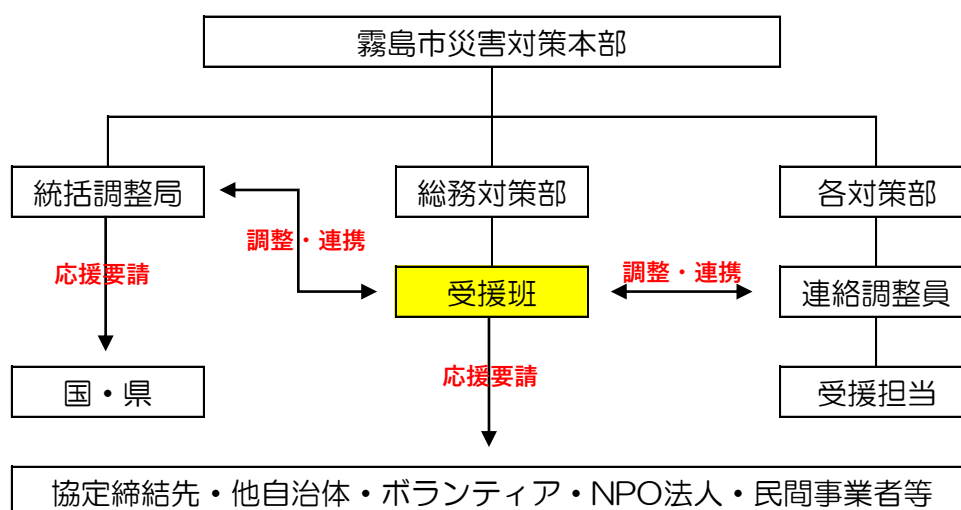 霧島市災害対策本部
統括調整局
総務対策部
各対策部
調整・連携
応援要請
受援班
調整・連携
連絡調整員
国・県
応援要請
受援担当
協定締結先・他自治体・ボランティア・NPO法人・民間事業者等